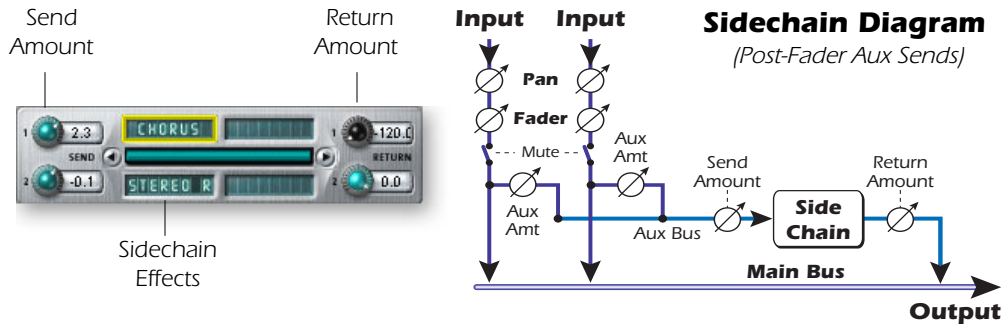 Send
Amount
Return
Amount
1
2.3
CHORUS
1
-120.0
SEND
RETURN
2
-0.1
STEREO R
2
0.0
Sidechain
Effects
Input
Input
Sidechain Diagram
(Post-Fader Aux Sends)
Pan
Fader
Mute
Aux
Amt
Aux
Amt
Aux Bus
Send
Amount
Side
Chain
Return
Amount
Main Bus
Output